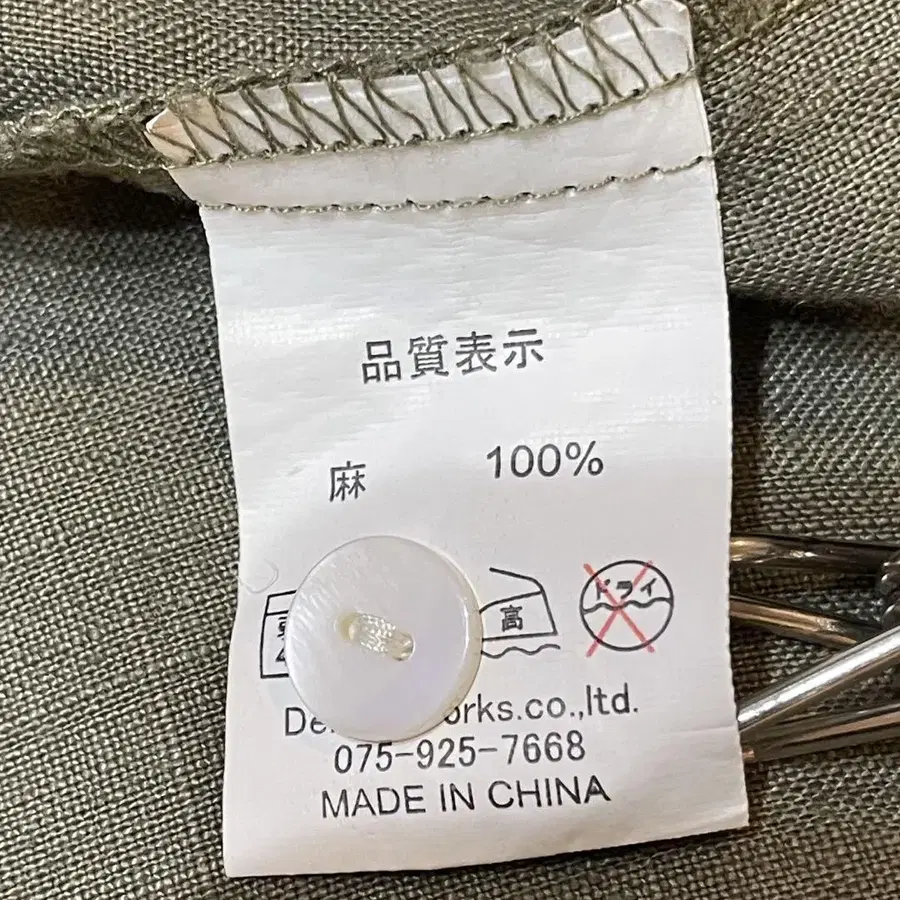 品質表示
麻 100%
高 ドライ
orks.co.,ltd.
075-925-7668
MADE IN CHINA